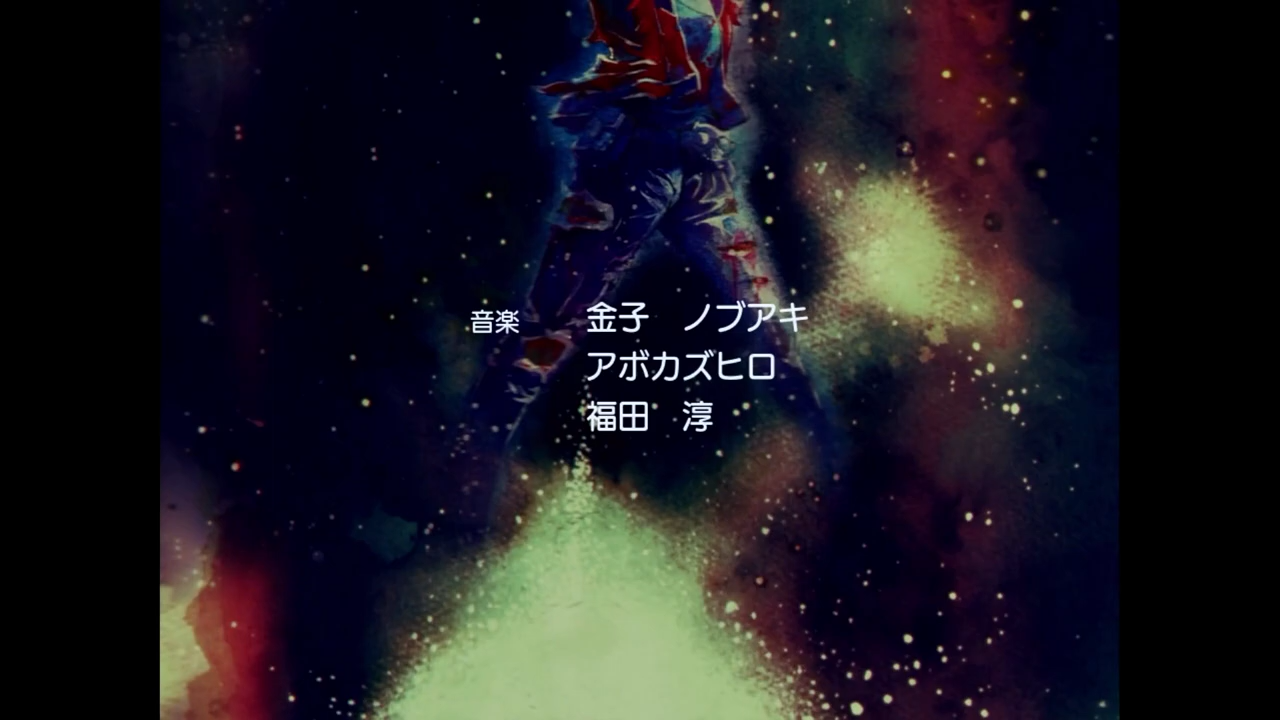 音楽　金子　ノブアキ
アボカズヒロ
福田　淳